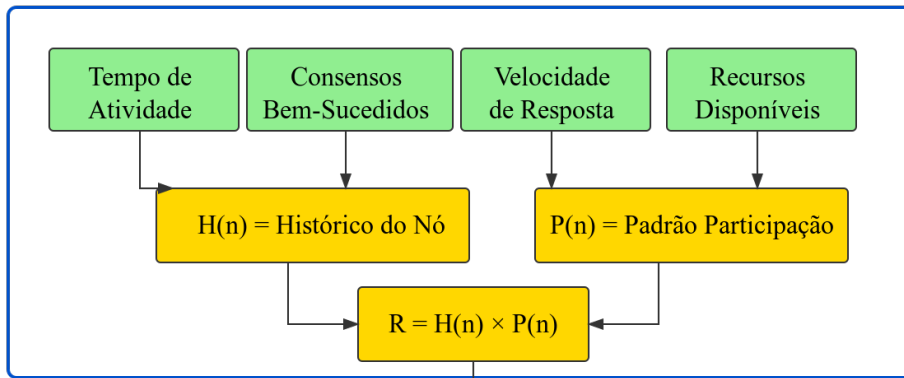 Tempo de
Atividade
Consensos
Bem-Sucedidos
Velocidade
de Resposta
Recursos
Disponíveis
H(n) = Histórico do Nó
P(n) = Padrão Participação
R = H(n) × P(n)